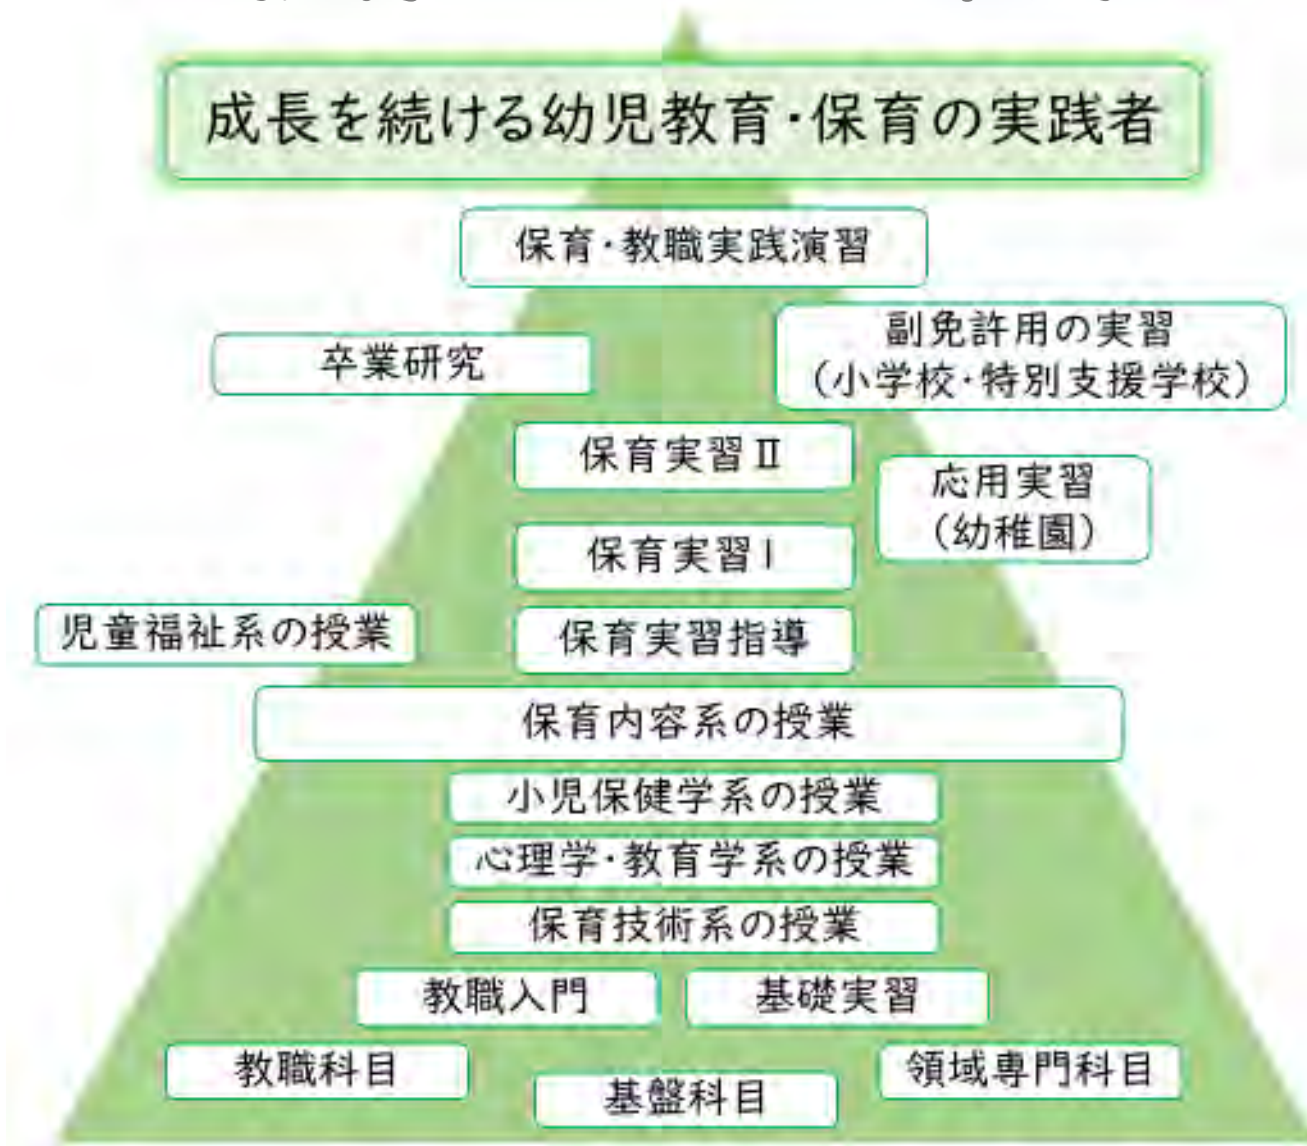 成長を続ける幼児教育・保育の実践者
保育・教職実践演習
副免許用の実習
（小学校・特別支援学校）
卒業研究
保育実習Ⅱ
応用実習
（幼稚園）
保育実習Ⅰ
児童福祉系の授業
保育実習指導
保育内容系の授業
小児保健学系の授業
心理学・教育学系の授業
保育技術系の授業
教職入門
基礎実習
教職科目
領域専門科目
基盤科目